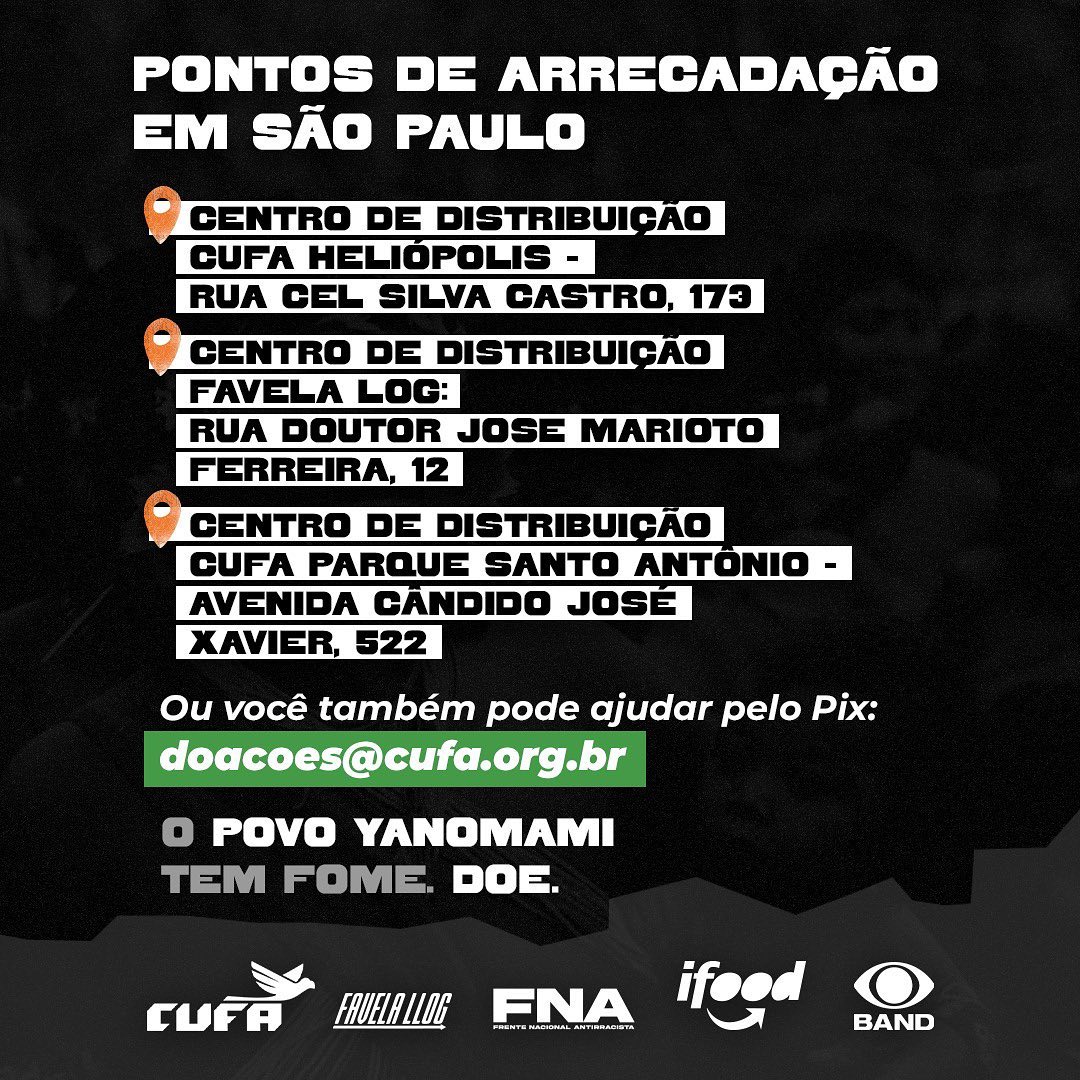 PONTOS DE ARRECADAÇÃO
EM SÃO PAULO
CENTRO DE DISTRIBUIÇÃO
CUFA HELIÓPOLIS -
RUA CEL SILVA CASTRO, 173
CENTRO DE DISTRIBUIÇÃO
FAVELA LOG:
RUA DOUTOR JOSE MARIOTO
FERREIRA, 12
CENTRO DE DISTRIBUIÇÃO
CUFA PARQUE SANTO ANTÔNIO -
AVENIDA CÂNDIDO JOSÉ
XAVIER, 522
Ou você também pode ajudar pelo Pix:
doacoes@cufa.org.br
O POVO YANOMAMI
TEM FOME. DOE.
CUFA
FAVELA LLOG
FNA
FRENTE NACIONAL ANTIRRACISTA
ifood
BAND